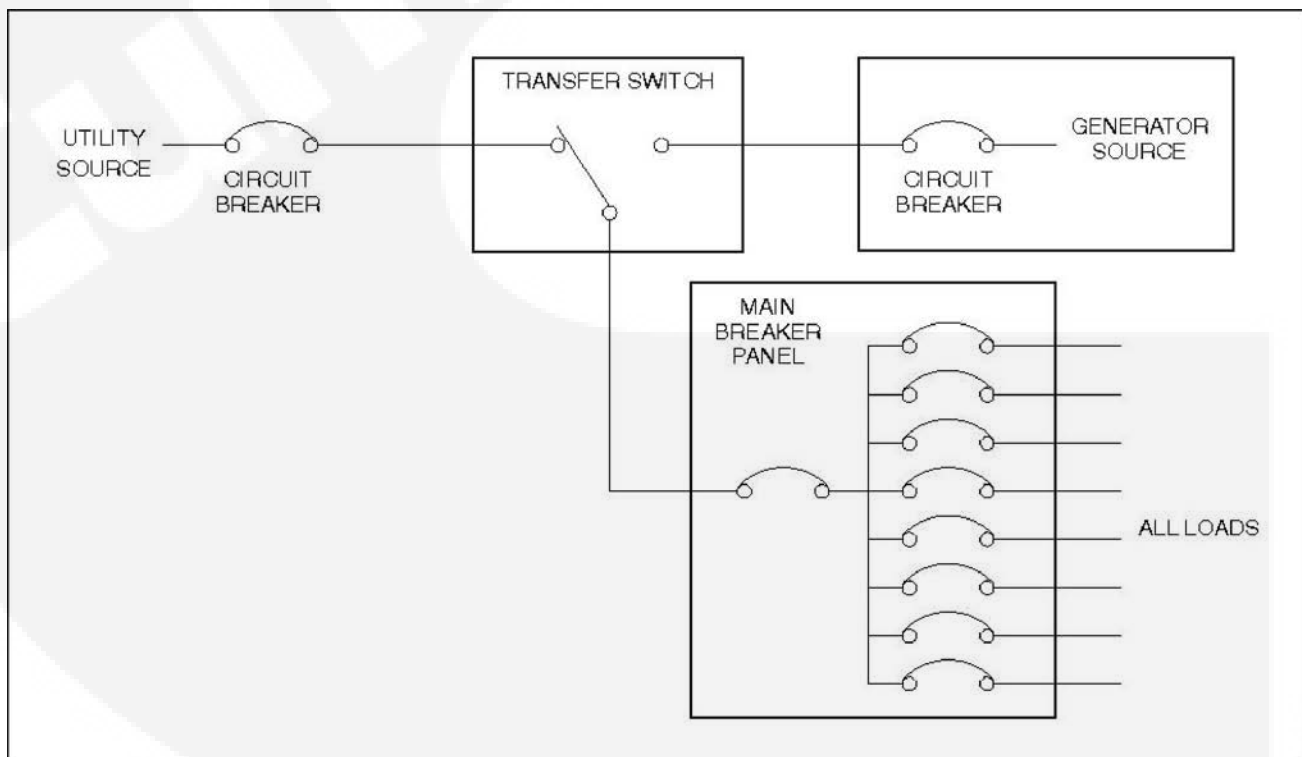 TRANSFER SWITCH
UTILITY
SOURCE
CIRCUIT
BREAKER
GENERATOR
SOURCE
CIRCUIT
BREAKER
MAIN
BREAKER
PANEL
ALL LOADS